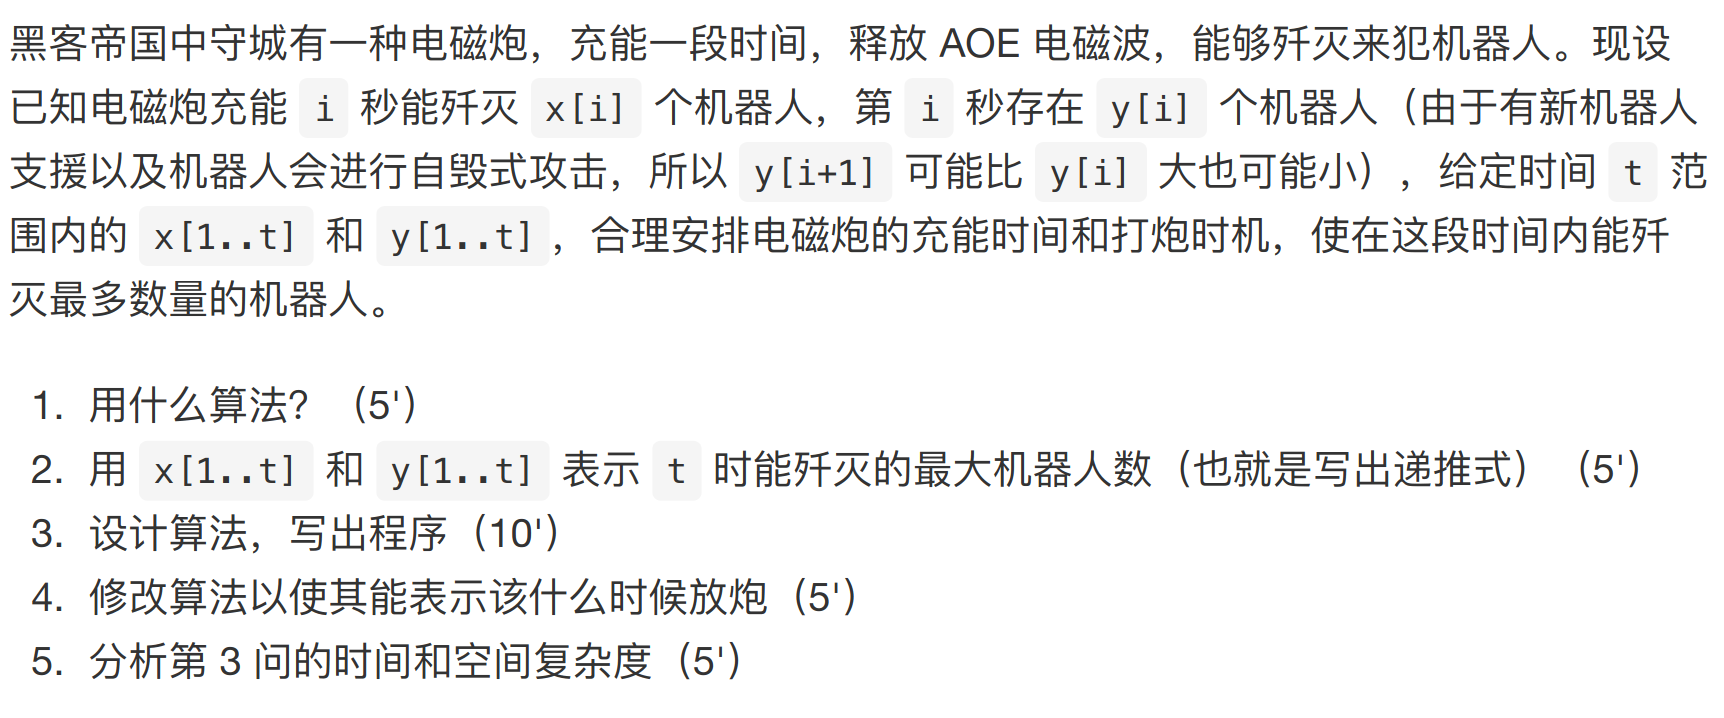 黑客帝国中守城有一种电磁炮，充能一段时间，释放 AOE 电磁波，能够歼灭来犯机器人。现设
已知电磁炮充能 i 秒能歼灭 x[i] 个机器人，第 i 秒存在 y[i] 个机器人（由于有新机器人
支援以及机器人会进行自毁式攻击，所以 y[i+1] 可能比 y[i] 大也可能小），给定时间 t 范
围内的 x[1..t] 和 y[1..t]，合理安排电磁炮的充能时间和打炮时机，使在这段时间内能歼
灭最多数量的机器人。
1. 用什么算法？（5'）
2. 用 x[1..t] 和 y[1..t] 表示 t 时能歼灭的最大机器人数（也就是写出递推式）（5'）
3. 设计算法，写出程序（10'）
4. 修改算法以使其能表示该什么时候放炮（5'）
5. 分析第 3 问的时间和空间复杂度（5'）